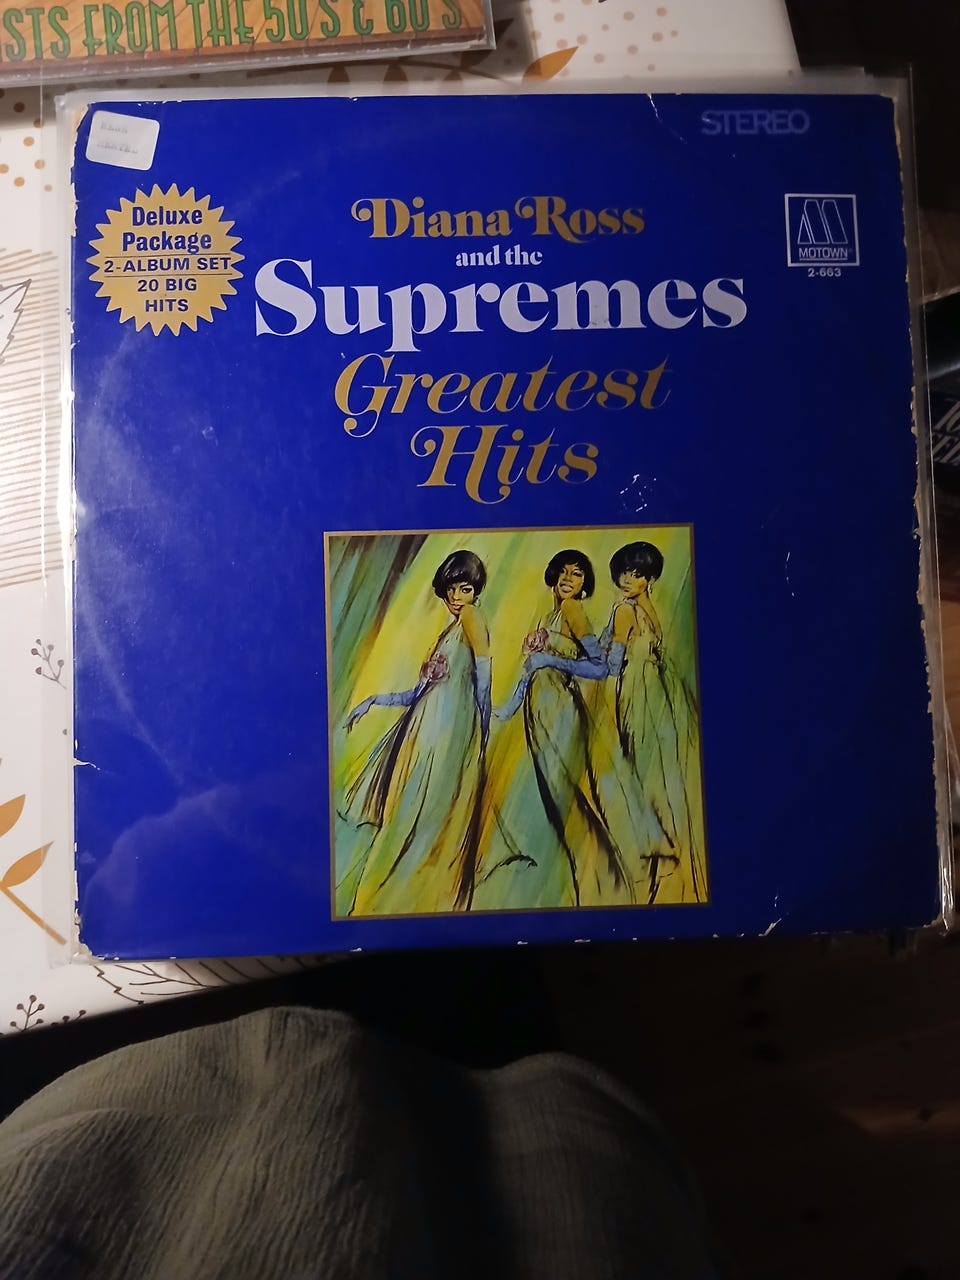 STS FROM THE 50'S & 60'S
STEREO
Deluxe
Package
2-ALBUM SET
20 BIG
HITS
Diana Ross
and the
Supremes
Greatest
Hits
MOTOWN
2-663